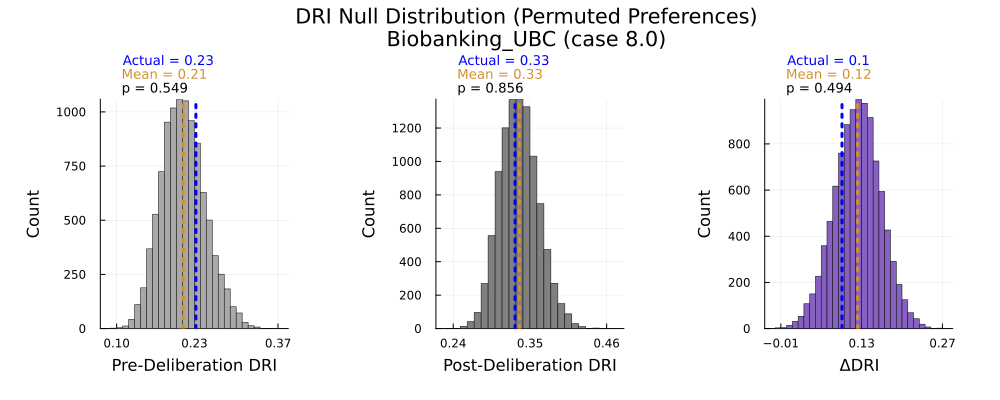 DRI Null Distribution (Permuted Preferences)
Biobanking_UBC (case 8.0)
Actual = 0.23
Mean = 0.21
p = 0.549
1000
750
500
250
0
Count
0.10 0.23 0.37
Pre-Deliberation DRI
Actual = 0.33
Mean = 0.33
p = 0.856
1200
1000
800
600
400
200
0
Count
0.24 0.35 0.46
Post-Deliberation DRI
Actual = 0.1
Mean = 0.12
p = 0.494
800
600
400
200
0
Count
−0.01 0.13 0.27
ΔDRI